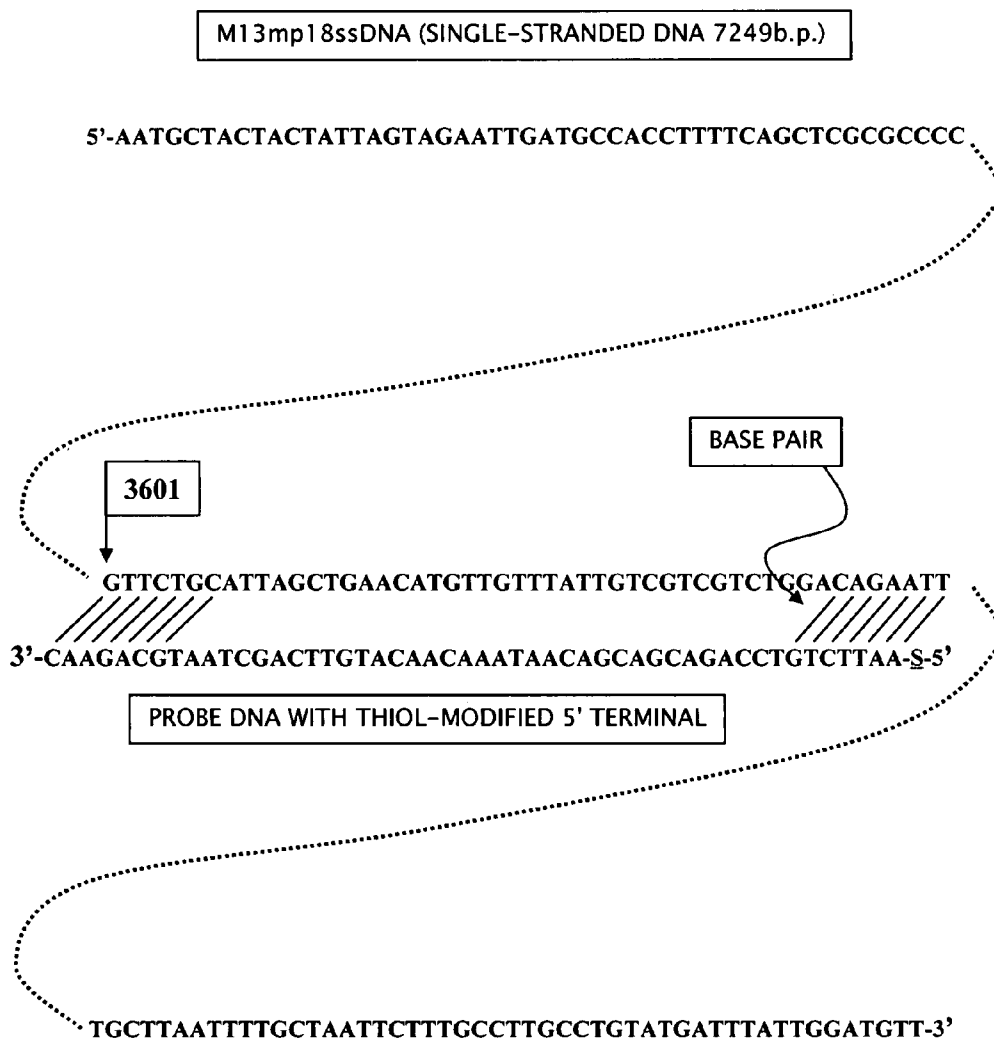 M13mp18ssDNA (SINGLE-STRANDED DNA 7249b.p.)
5'-AATGCTACTACTATTAGTAGAATTGATGCCACCTTTTCAGCTCGCGCCCC
BASE PAIR
3601
GTTCTGCATTAGCTGAACATGTTGTTTATTGTCGTCGTCTGGACAGAATT
3'-CAAGACGTAATCGACTTGTACAACAAATAACAGCAGCAGACCTGTCTTAA-S-5'
PROBE DNA WITH THIOL-MODIFIED 5' TERMINAL
TGCTTAATTTTGCTAATTCTTTGCCTTGCCTGTATGATTTATTGGATGTT-3'